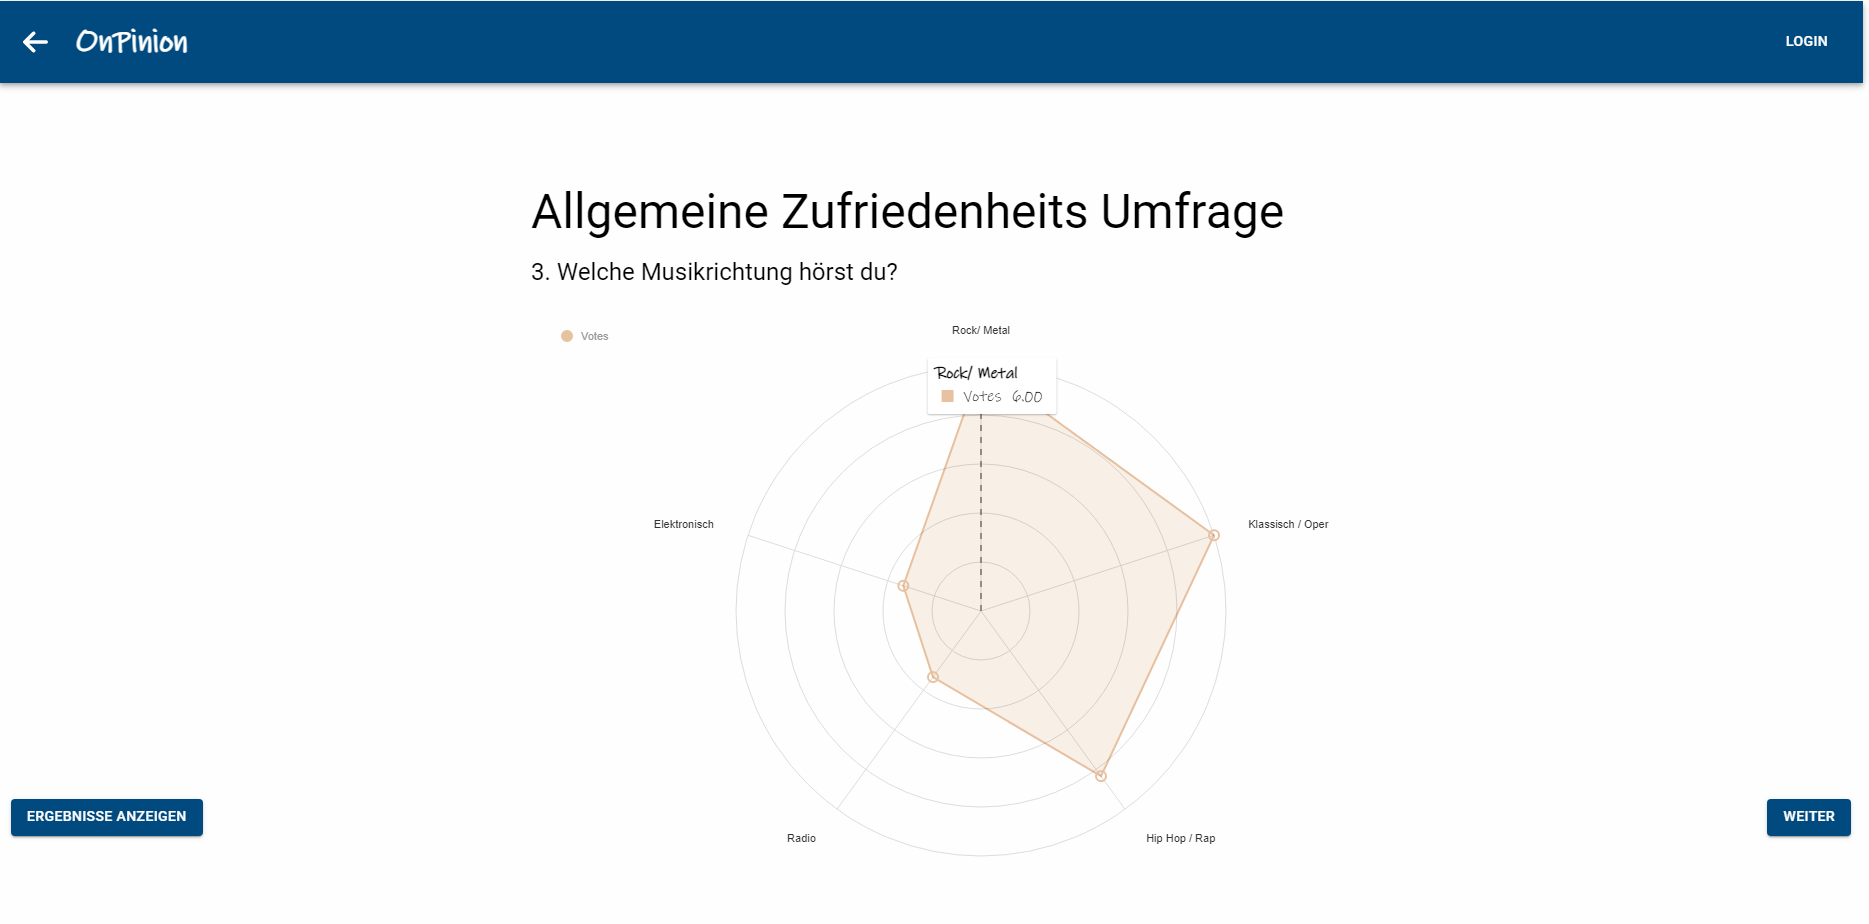 OnPinion
LOGIN
Allgemeine Zufriedenheits Umfrage
3. Welche Musikrichtung hörst du?
Votes
Rock/ Metal
Rock/ Metal
Votes 6.00
Elektronisch
Klassisch / Oper
Radio
Hip Hop / Rap
ERGEBNISSE ANZEIGEN
WEITER